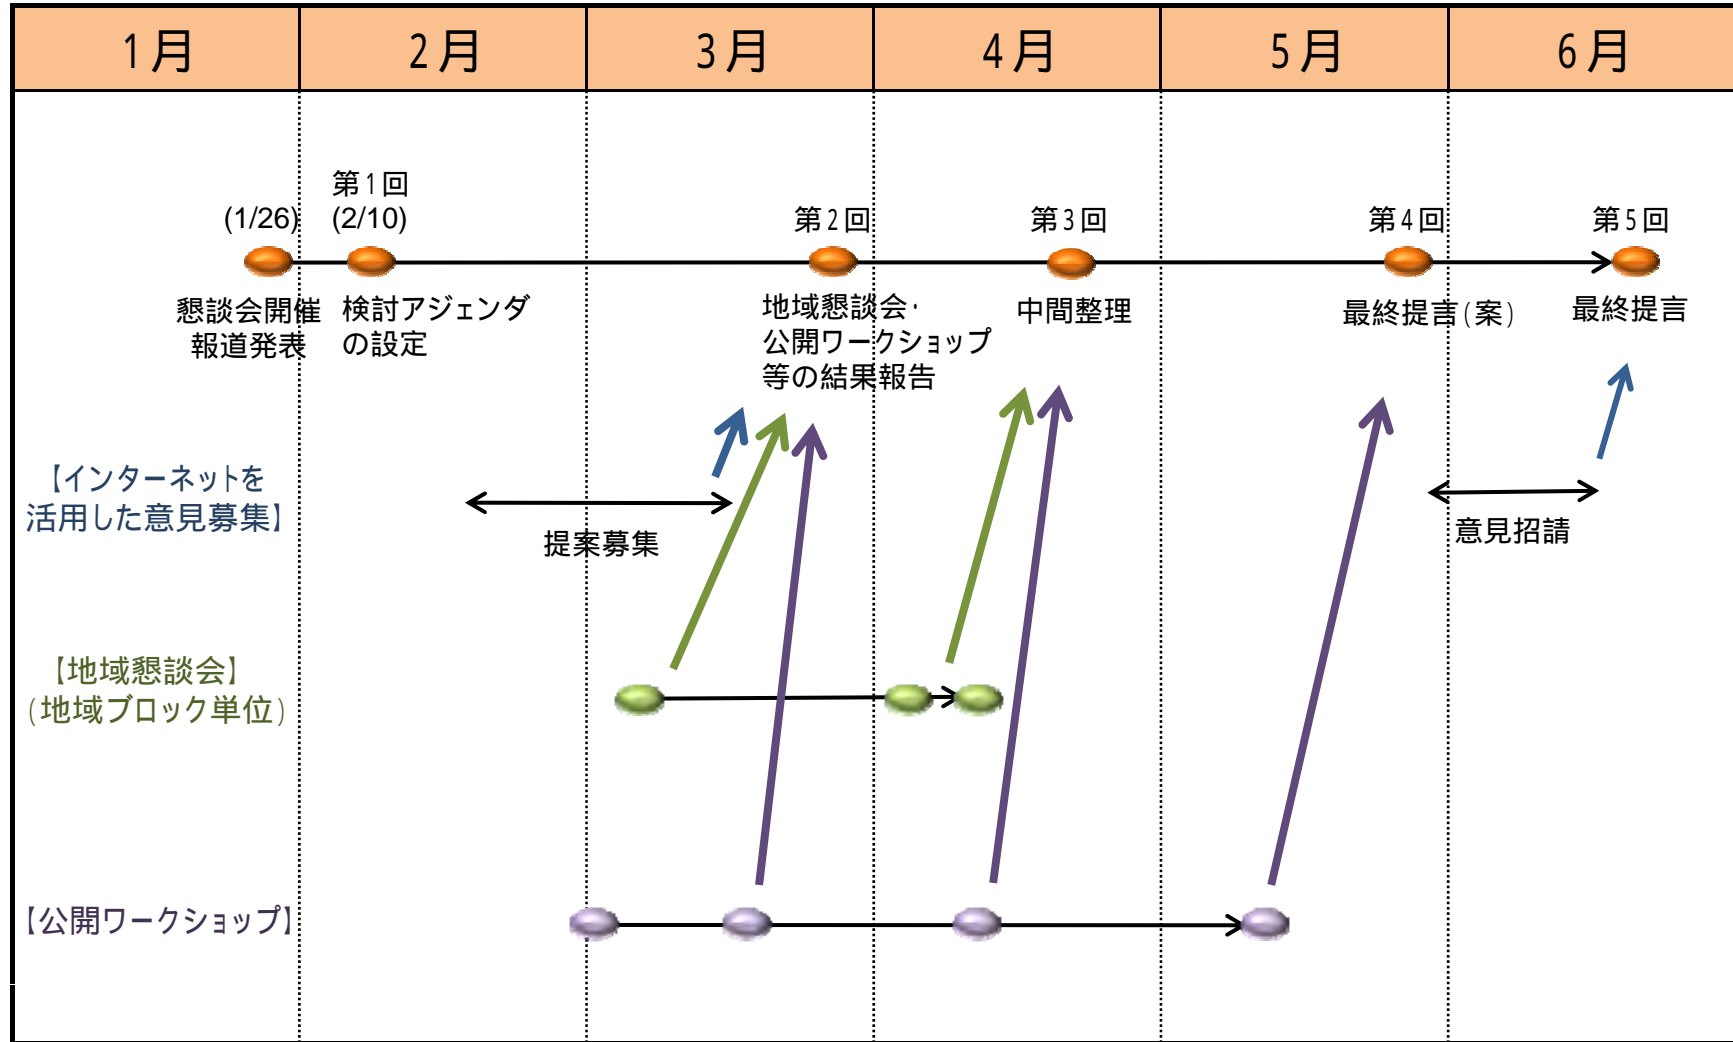 1月
2月
3月
4月
5月
6月
(1/26)
第1回
(2/10)
第2回
第3回
第4回
第5回
懇談会開催
報道発表
検討アジェンダ
の設定
地域懇談会・
公開ワークショップ
等の結果報告
中間整理
最終提言(案)
最終提言
【インターネットを
活用した意見募集】
提案募集
意見招請
【地域懇談会】
(地域ブロック単位)
【公開ワークショップ】